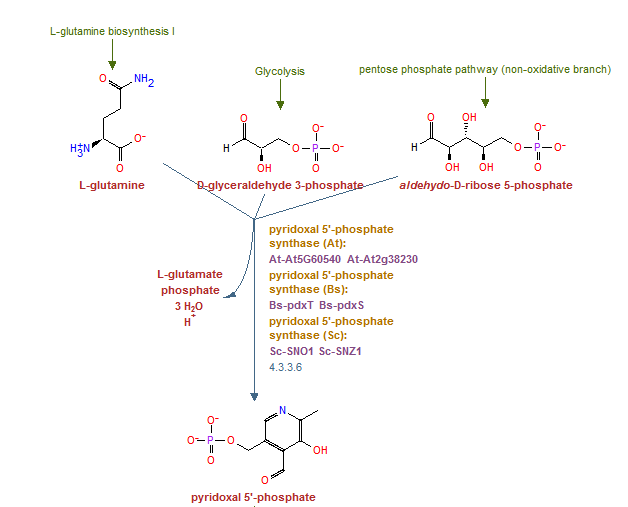 L-glutamine biosynthesis I
Glycolysis
pentose phosphate pathway (non-oxidative branch)
O NH2
O O⁻ H3⁺N
O H OH O P O⁻ O⁻ O
O OH H OH OH O P O⁻ O⁻ O
L-glutamine
D-glyceraldehyde 3-phosphate
aldehydo-D-ribose 5-phosphate
pyridoxal 5'-phosphate
synthase (At):
At-At5G60540 At-At2g38230
pyridoxal 5'-phosphate
synthase (Bs):
Bs-pdxT Bs-pdxS
pyridoxal 5'-phosphate
synthase (Sc):
Sc-SNO1 Sc-SNZ1
4.3.3.6
L-glutamate
phosphate
3 H2O
H⁺
N
O⁻
O⁻ P O
O
OH
O
pyridoxal 5'-phosphate